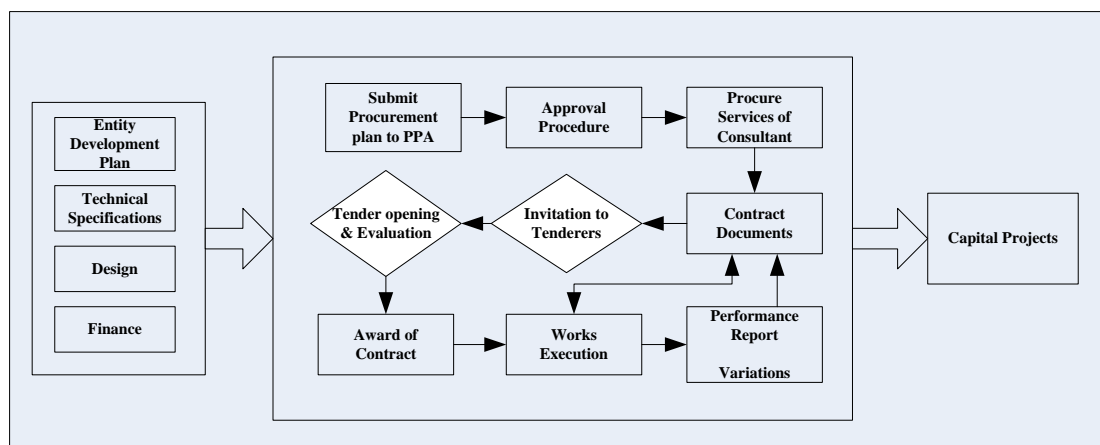 Entity
Development
Plan
Technical
Specifications
Design
Finance
Submit
Procurement
plan to PPA
Approval
Procedure
Procure
Services of
Consultant
Tender opening
& Evaluation
Invitation to
Tenderers
Contract
Documents
Award of
Contract
Works
Execution
Performance
Report
Variations
Capital Projects